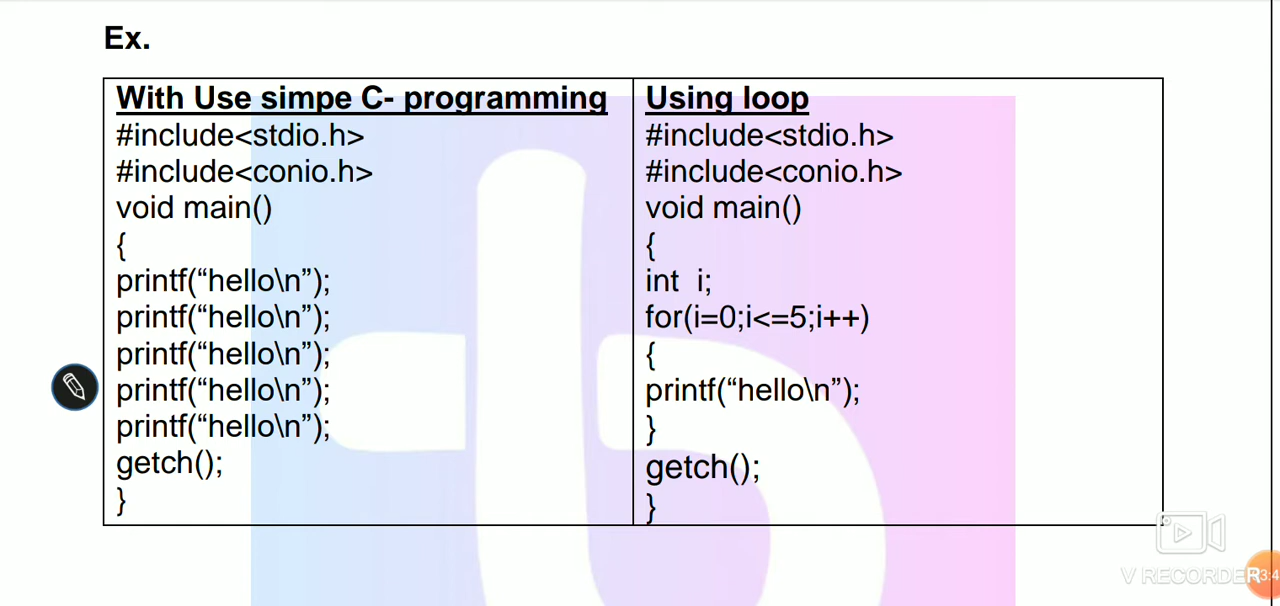 Ex.
With Use simpe C- programming
#include<stdio.h>
#include<conio.h>
void main()
{
printf(“hello\n”);
printf(“hello\n”);
printf(“hello\n”);
printf(“hello\n”);
printf(“hello\n”);
getch();
}
Using loop
#include<stdio.h>
#include<conio.h>
void main()
{
int  i;
for(i=0;i<=5;i++)
{
printf(“hello\n”);
}
getch();
}
V RECORDER